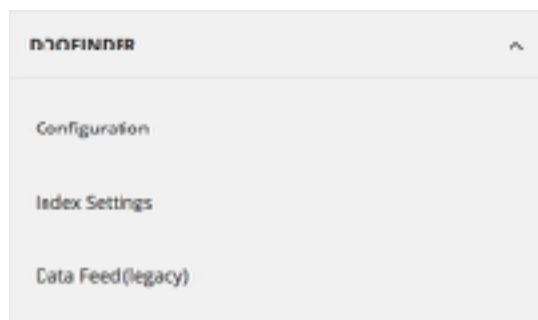 DOOFINDER
Configuration
Index Settings
Data Feed (legacy)